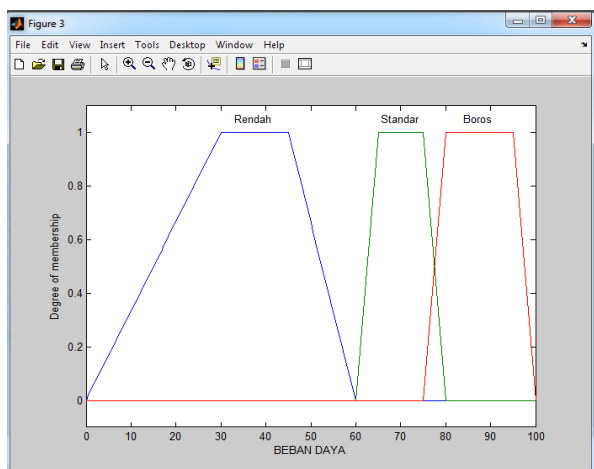 Figure 3
File Edit View Insert Tools Desktop Window Help
Rendah Standar Boros
1
0.8
0.6
0.4
0.2
0
Degree of membership
0 10 20 30 40 50 60 70 80 90 100
BEBAN DAYA